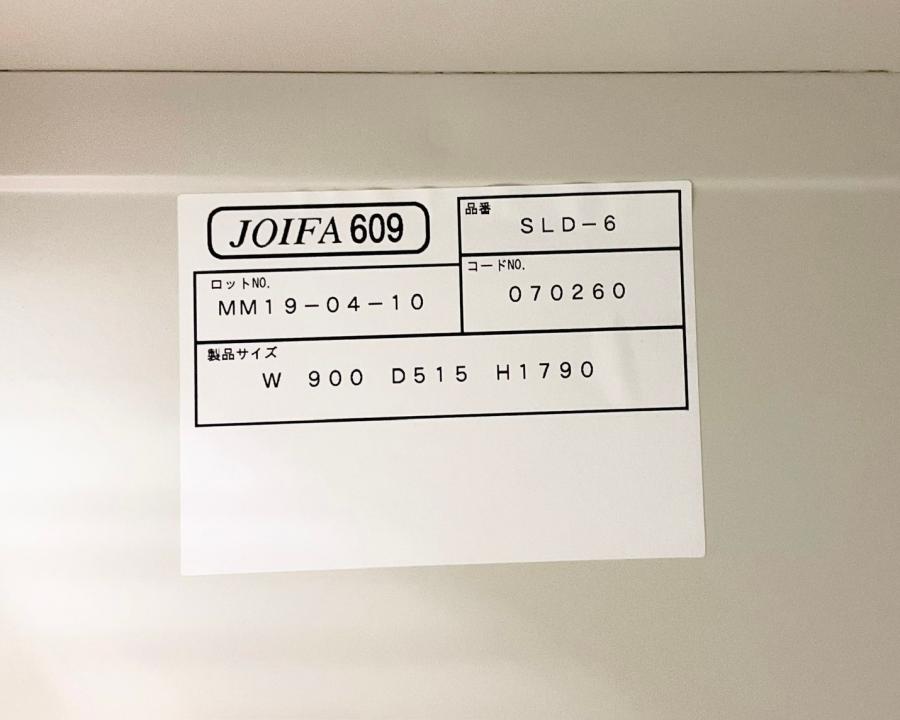 JOIFA 609
品番
SLD-6
ロットNO.
MM19-04-10
コードNO.
070260
製品サイズ
W 900 D515 H1790